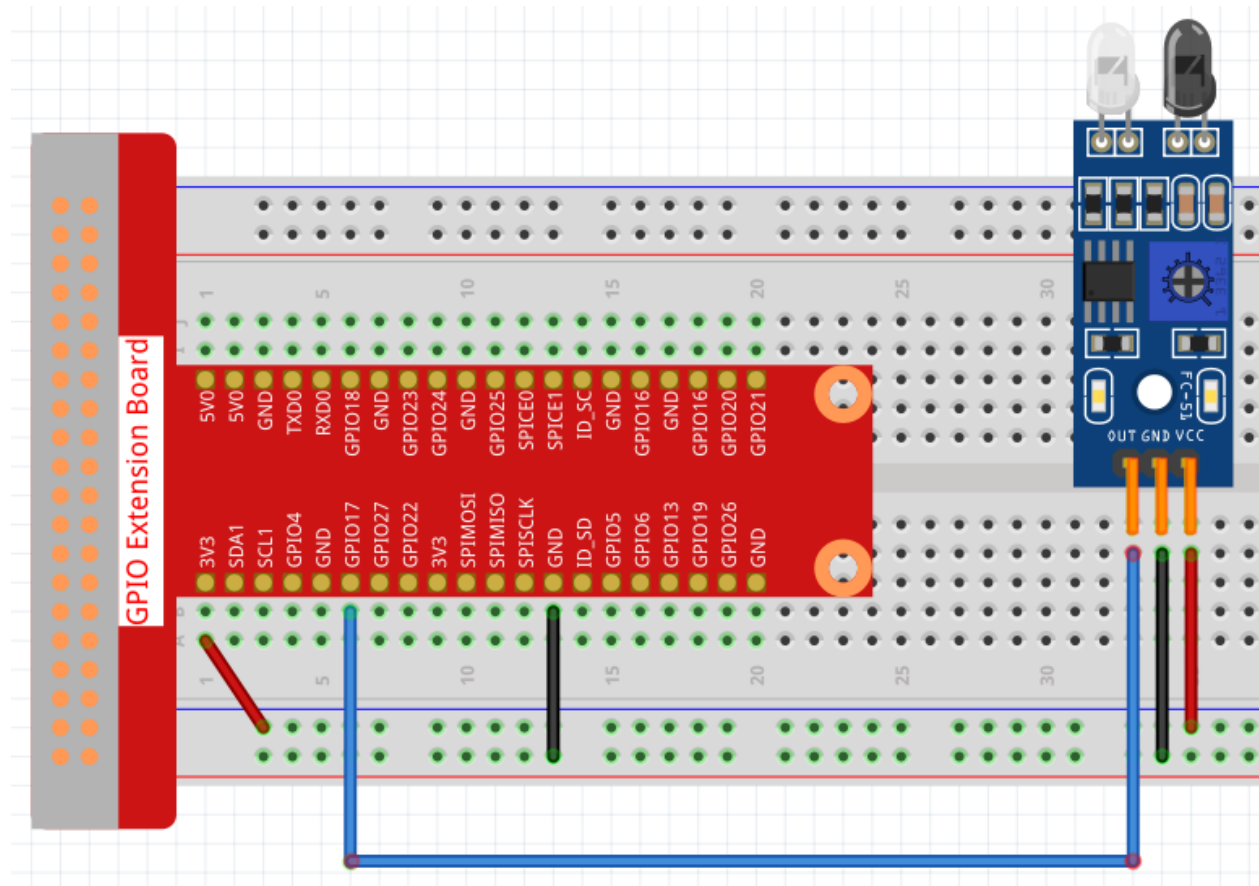 GPIO Extension Board
1 5 10 15 20 25 30
J
I
5V0 5V0 GND TXD0 RXD0 GPIO18 GND GPIO23 GPIO24 GND GPIO25 SPICE0 SPICE1 ID_SC GND GPIO16 GND GPIO16 GPIO20 GPIO21
3V3 SDA1 SCL1 GPIO4 GND GPIO17 GPIO27 GPIO22 3V3 SPIMOSI SPIMISO SPISCLK GND ID_SD GPIO5 GPIO6 GPIO13 GPIO19 GPIO26 GND
B
A
1 5 10 15 20 25 30
1 3362
FC-51
OUT GND VCC